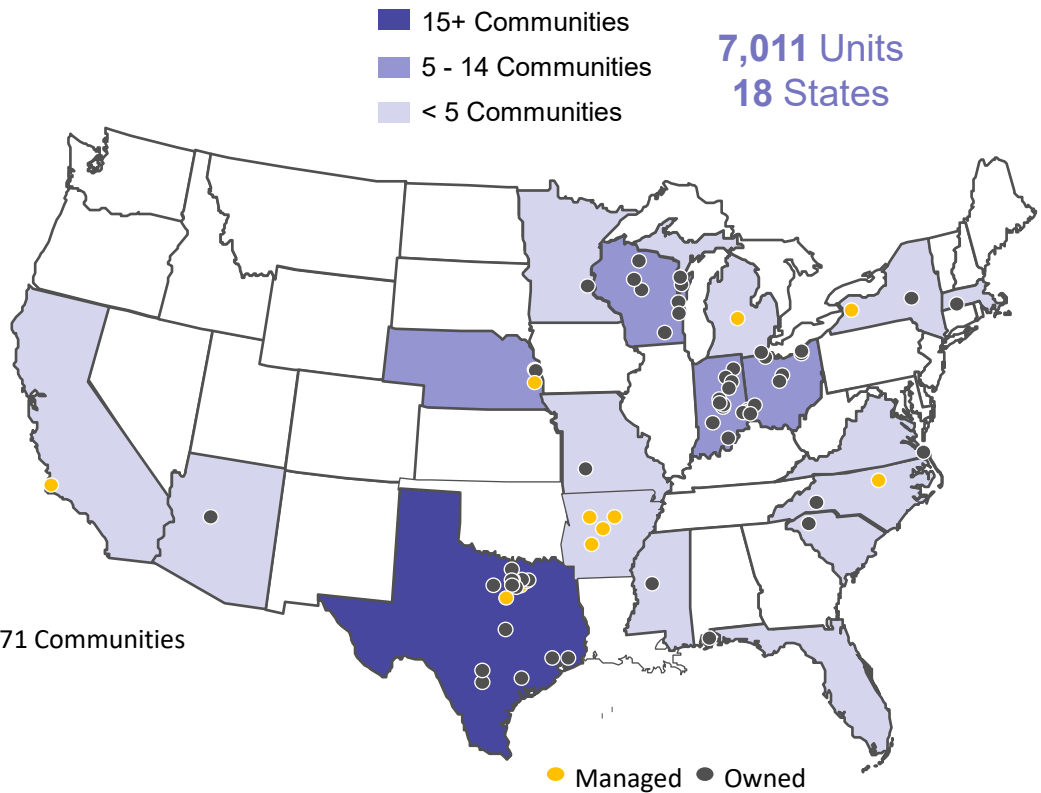 15+ Communities
5 - 14 Communities
< 5 Communities
7,011 Units
18 States
71 Communities
Managed
Owned